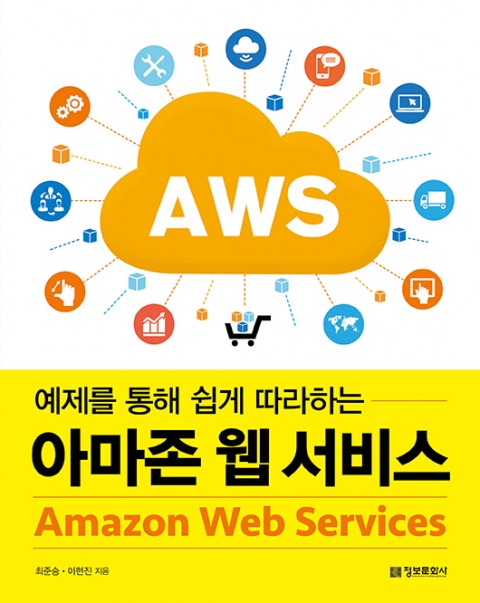 AWS
예제를 통해 쉽게 따라하는
아마존 웹 서비스
Amazon Web Services
최준승 • 이현진 지음
정보문화사